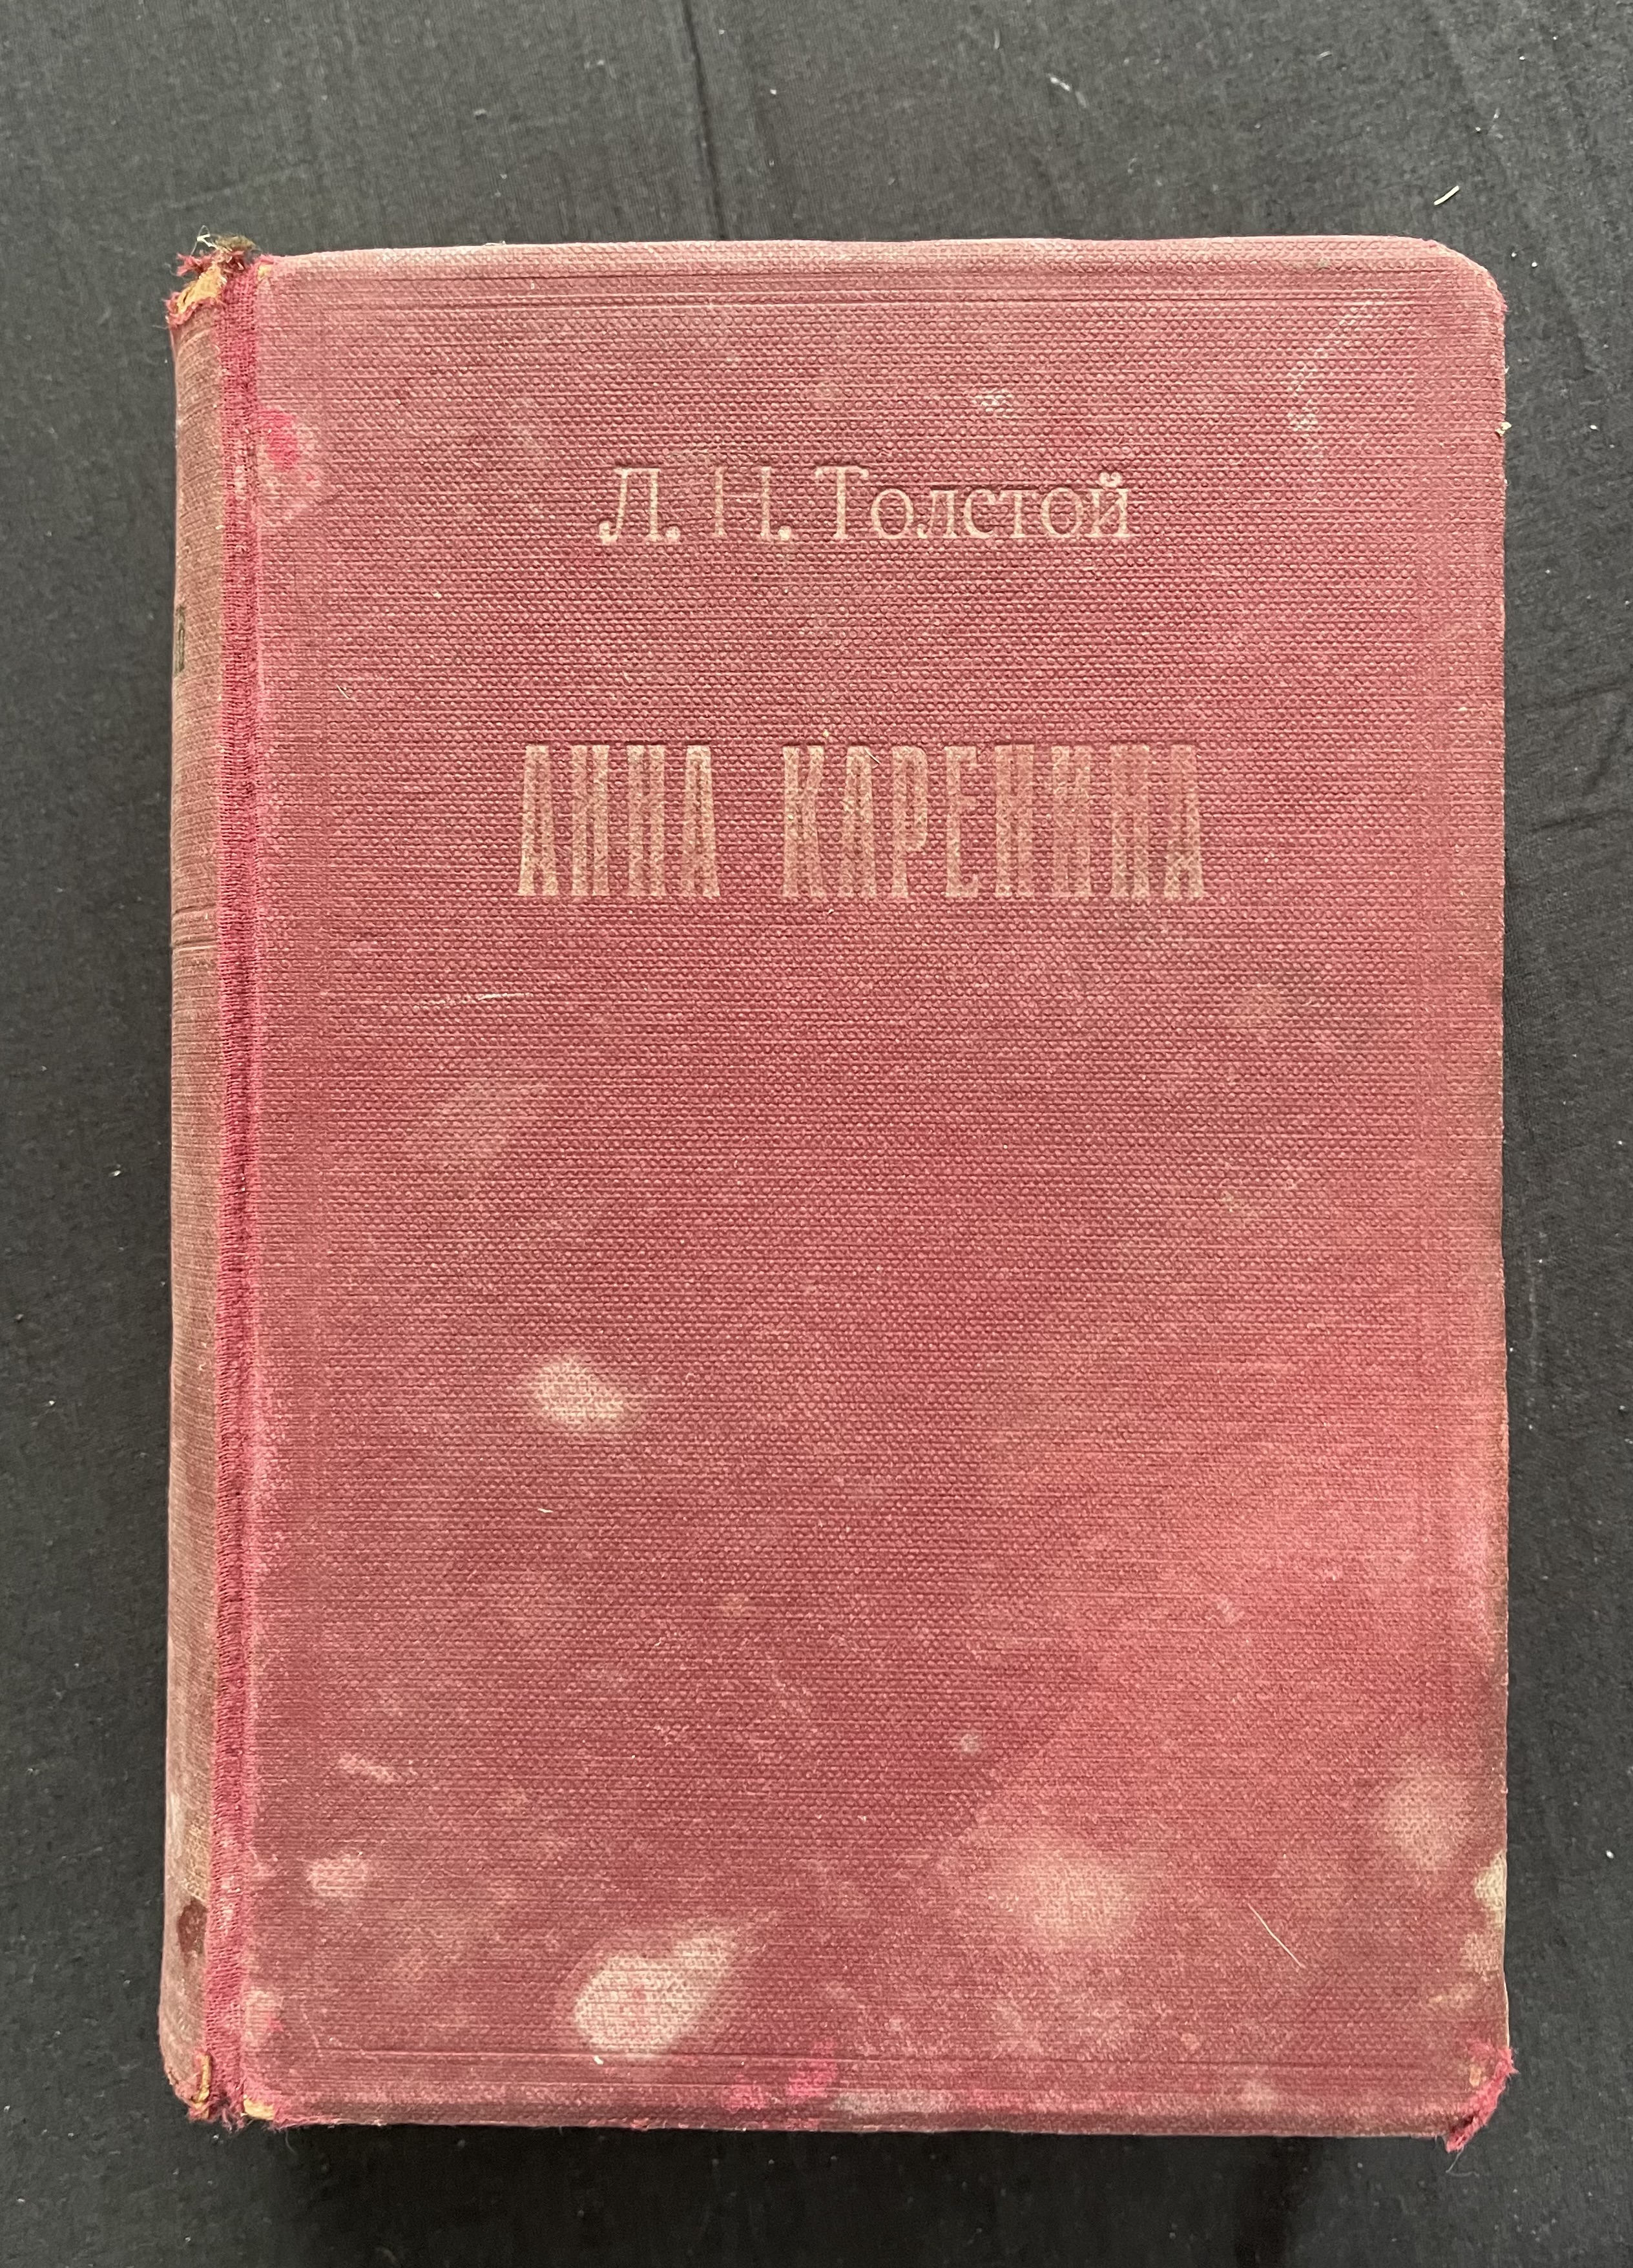 Л. Н. Толстой
АННА КАРЕНИНА